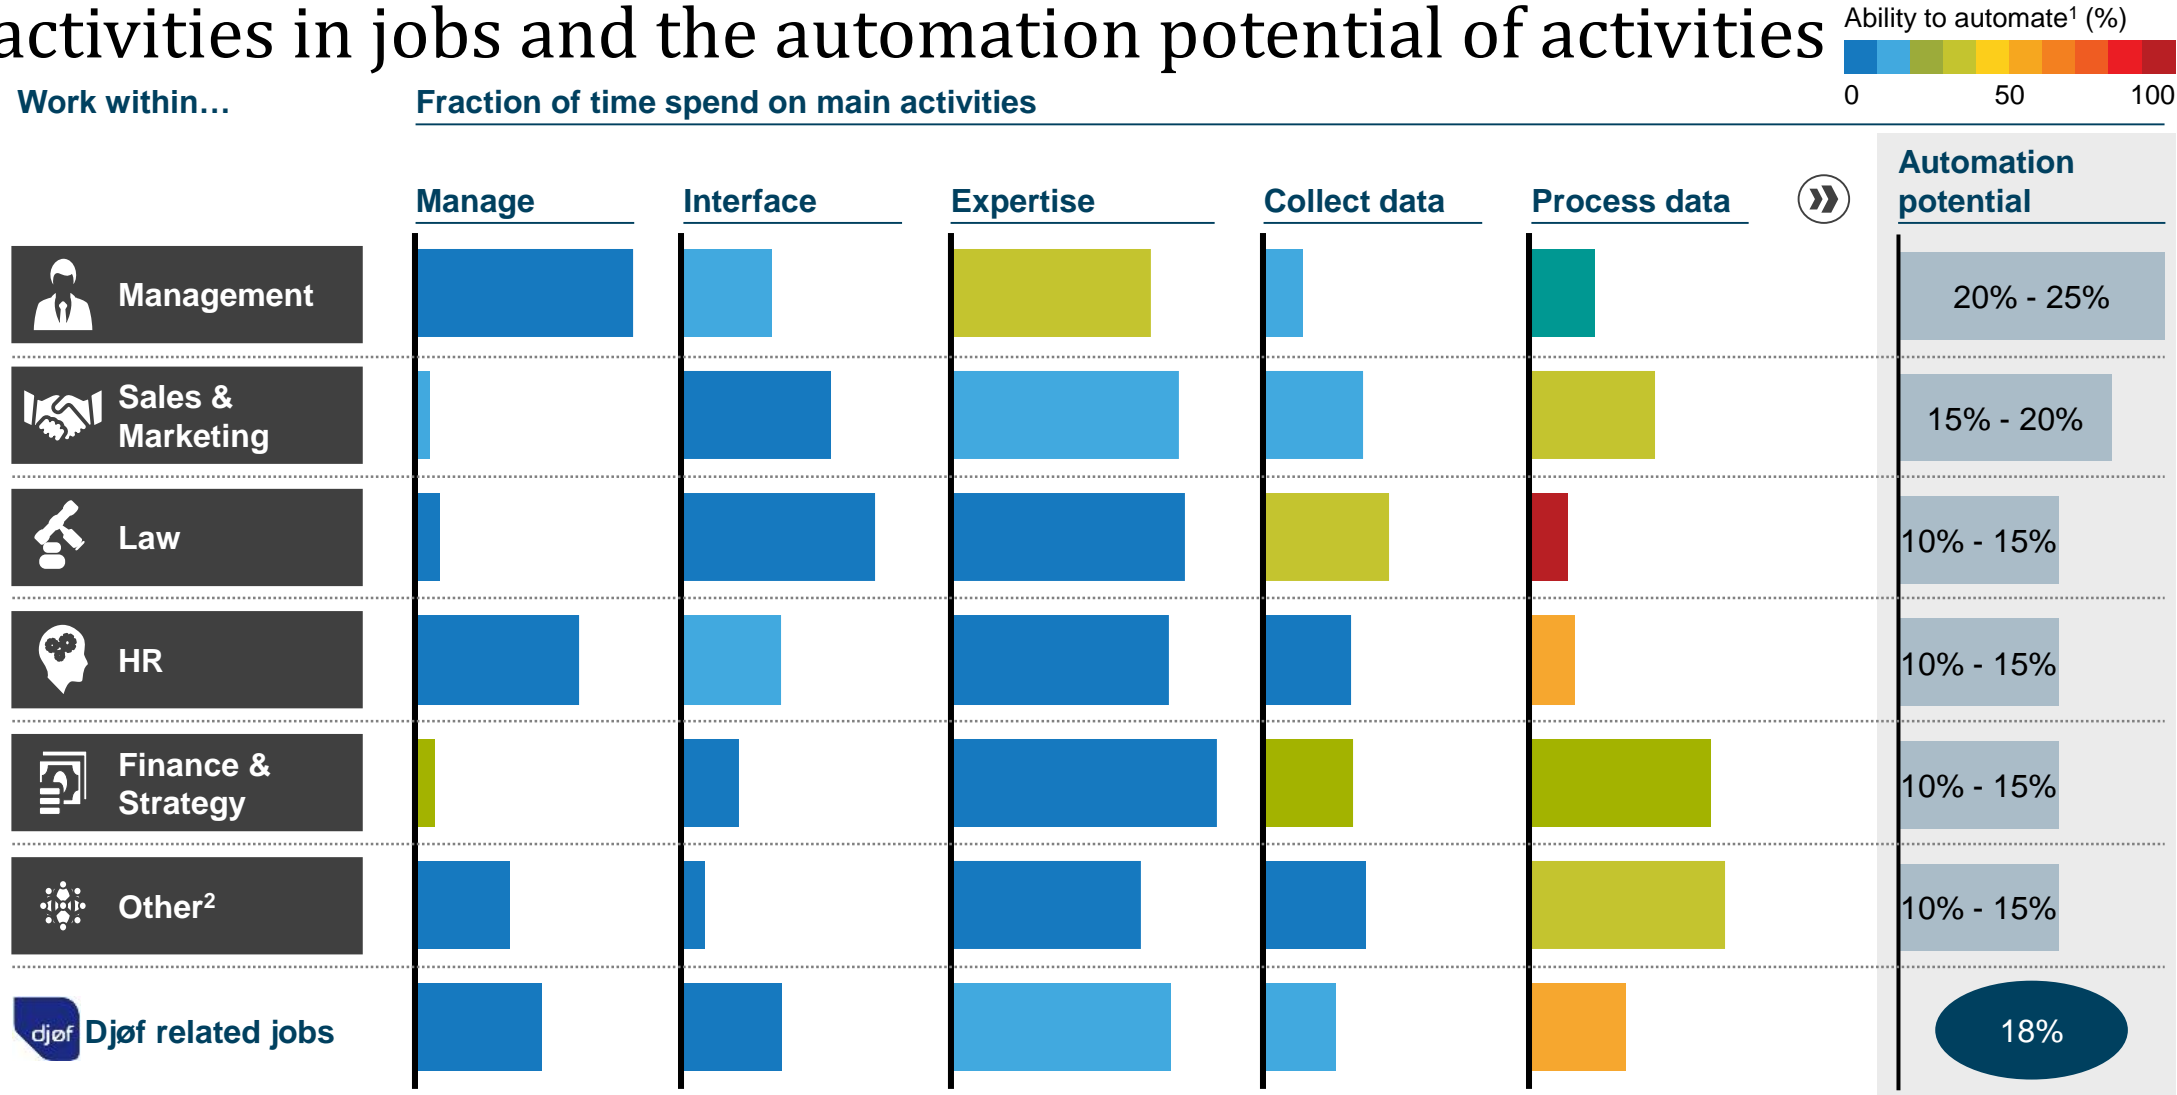 activities in jobs and the automation potential of activities
Ability to automate¹ (%)
0 50 100
Work within…
Fraction of time spend on main activities
Manage
Interface
Expertise
Collect data
Process data
Automation
potential
Management
20% - 25%
Sales &
Marketing
15% - 20%
Law
10% - 15%
HR
10% - 15%
Finance &
Strategy
10% - 15%
Other²
10% - 15%
djøf
Djøf related jobs
18%